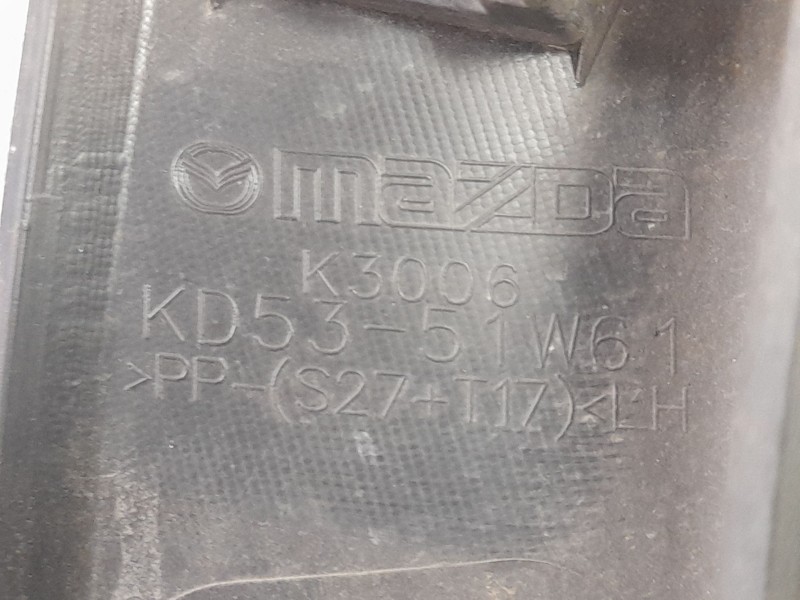 mazda
K3006
KD53-51W61
>PP-(S27+T17)< LH